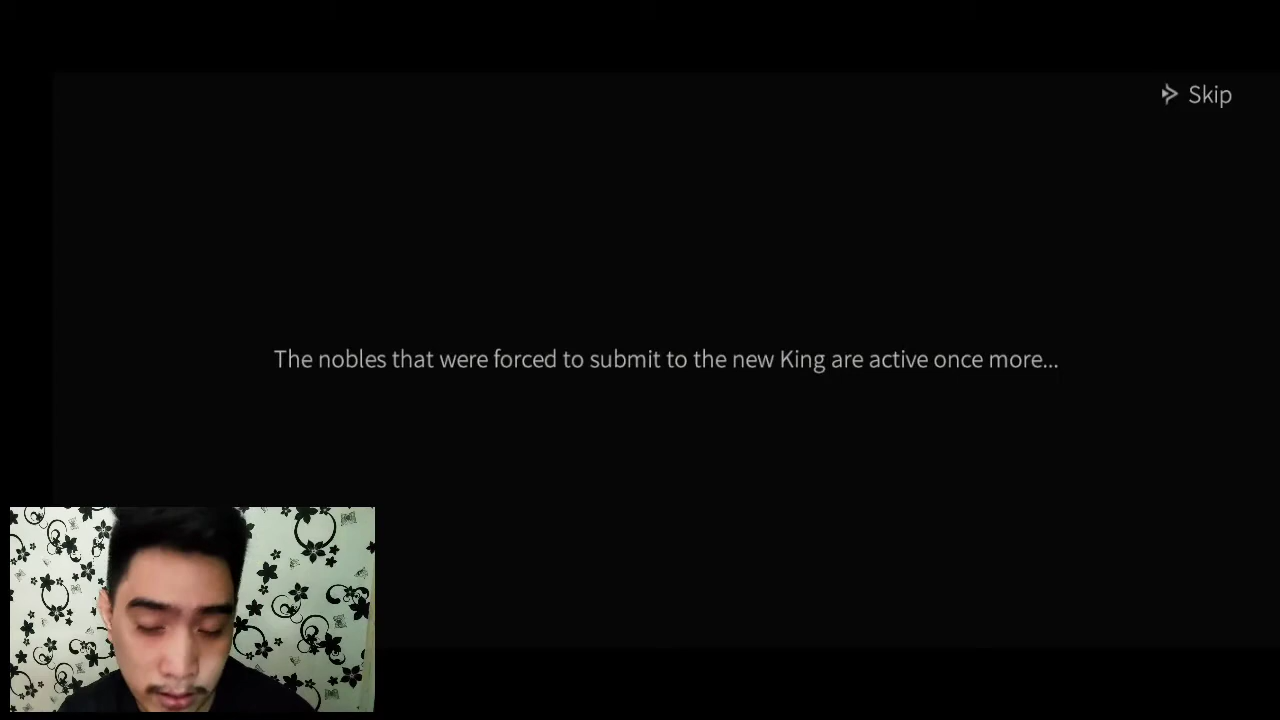 Skip
The nobles that were forced to submit to the new King are active once more...